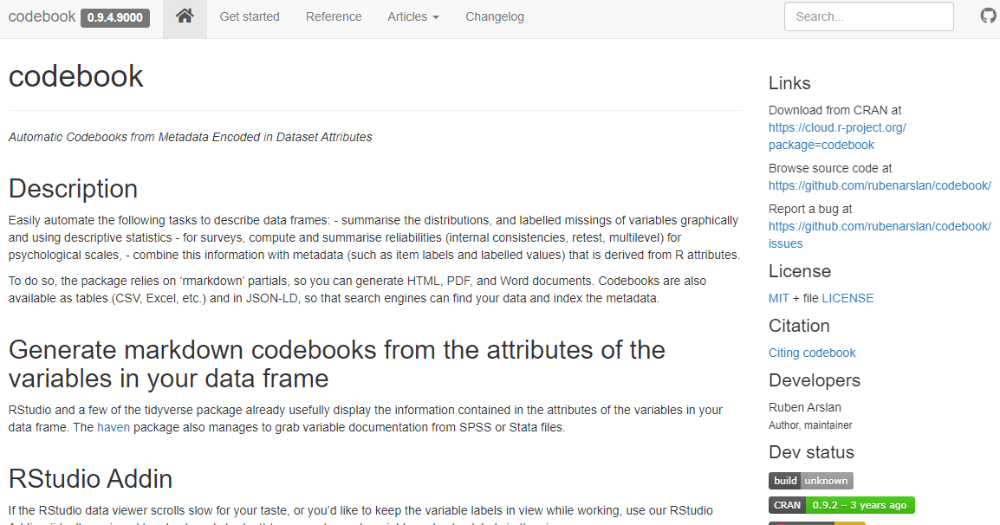 codebook 0.9.4.9000 Get started Reference Articles Changelog Search...
codebook
Automatic Codebooks from Metadata Encoded in Dataset Attributes
Description
Easily automate the following tasks to describe data frames: - summarise the distributions, and labelled missings of variables graphically
and using descriptive statistics - for surveys, compute and summarise reliabilities (internal consistencies, retest, multilevel) for
psychological scales, - combine this information with metadata (such as item labels and labelled values) that is derived from R attributes.
To do so, the package relies on ‘rmarkdown’ partials, so you can generate HTML, PDF, and Word documents. Codebooks are also
available as tables (CSV, Excel, etc.) and in JSON-LD, so that search engines can find your data and index the metadata.
Generate markdown codebooks from the attributes of the
variables in your data frame
RStudio and a few of the tidyverse package already usefully display the information contained in the attributes of the variables in your
data frame. The haven package also manages to grab variable documentation from SPSS or Stata files.
RStudio Addin
If the RStudio data viewer scrolls slow for your taste, or you’d like to keep the variable labels in view while working, use our RStudio
Links
Download from CRAN at
https://cloud.r-project.org/
package=codebook
Browse source code at
https://github.com/rubenarslan/codebook/
Report a bug at
https://github.com/rubenarslan/codebook/
issues
License
MIT + file LICENSE
Citation
Citing codebook
Developers
Ruben Arslan
Author, maintainer
Dev status
build unknown
CRAN 0.9.2 – 3 years ago